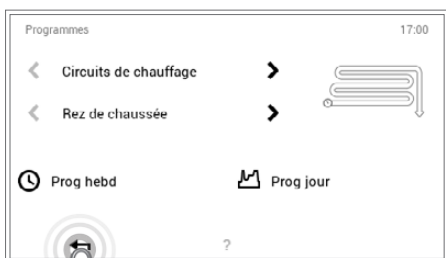 Programmes 17:00
Circuits de chauffage
Rez de chaussée
Prog hebd Prog jour
?